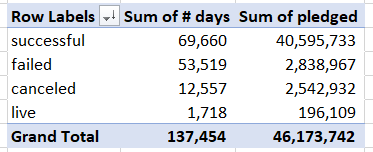 Row Labels Sum of # days Sum of pledged
successful 69,660 40,595,733
failed 53,519 2,838,967
canceled 12,557 2,542,932
live 1,718 196,109
Grand Total 137,454 46,173,742